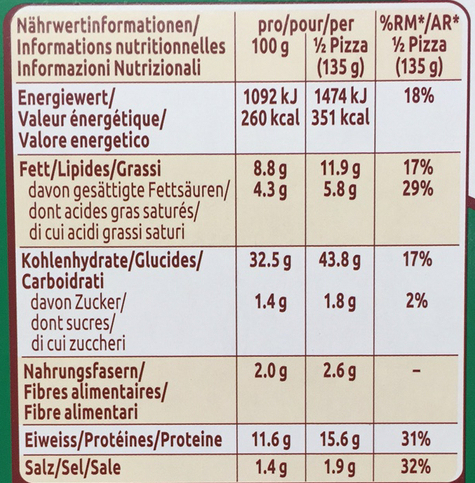 Nährwertinformationen/ pro/pour/per %RM*/AR*
Informations nutritionnelles 100 g ½ Pizza ½ Pizza
Informazioni Nutrizionali (135 g) (135 g)
Energiewert/ 1092 kJ 1474 kJ 18%
Valeur énergétique/ 260 kcal 351 kcal
Valore energetico
Fett/Lipides/Grassi 8.8 g 11.9 g 17%
davon gesättigte Fettsäuren/ 4.3 g 5.8 g 29%
dont acides gras saturés/
di cui acidi grassi saturi
Kohlenhydrate/Glucides/ 32.5 g 43.8 g 17%
Carboidrati
davon Zucker/ 1.4 g 1.8 g 2%
dont sucres/
di cui zuccheri
Nahrungsfasern/ 2.0 g 2.6 g –
Fibres alimentaires/
Fibre alimentari
Eiweiss/Protéines/Proteine 11.6 g 15.6 g 31%
Salz/Sel/Sale 1.4 g 1.9 g 32%